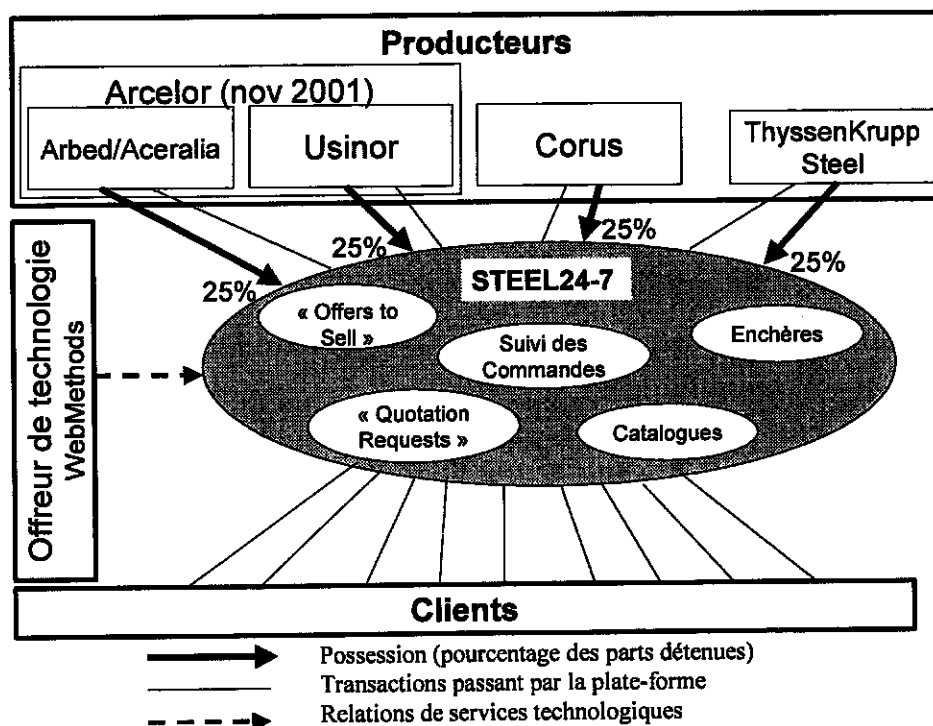 Producteurs
Arcelor (nov 2001)
Arbed/Aceralia
Usinor
Corus
ThyssenKrupp
Steel
25%
25%
25%
25%
Offreur de technologie
WebMethods
STEEL24-7
« Offers to
Sell »
Suivi des
Commandes
Enchères
« Quotation
Requests »
Catalogues
Clients
Possession (pourcentage des parts détenues)
Transactions passant par la plate-forme
Relations de services technologiques